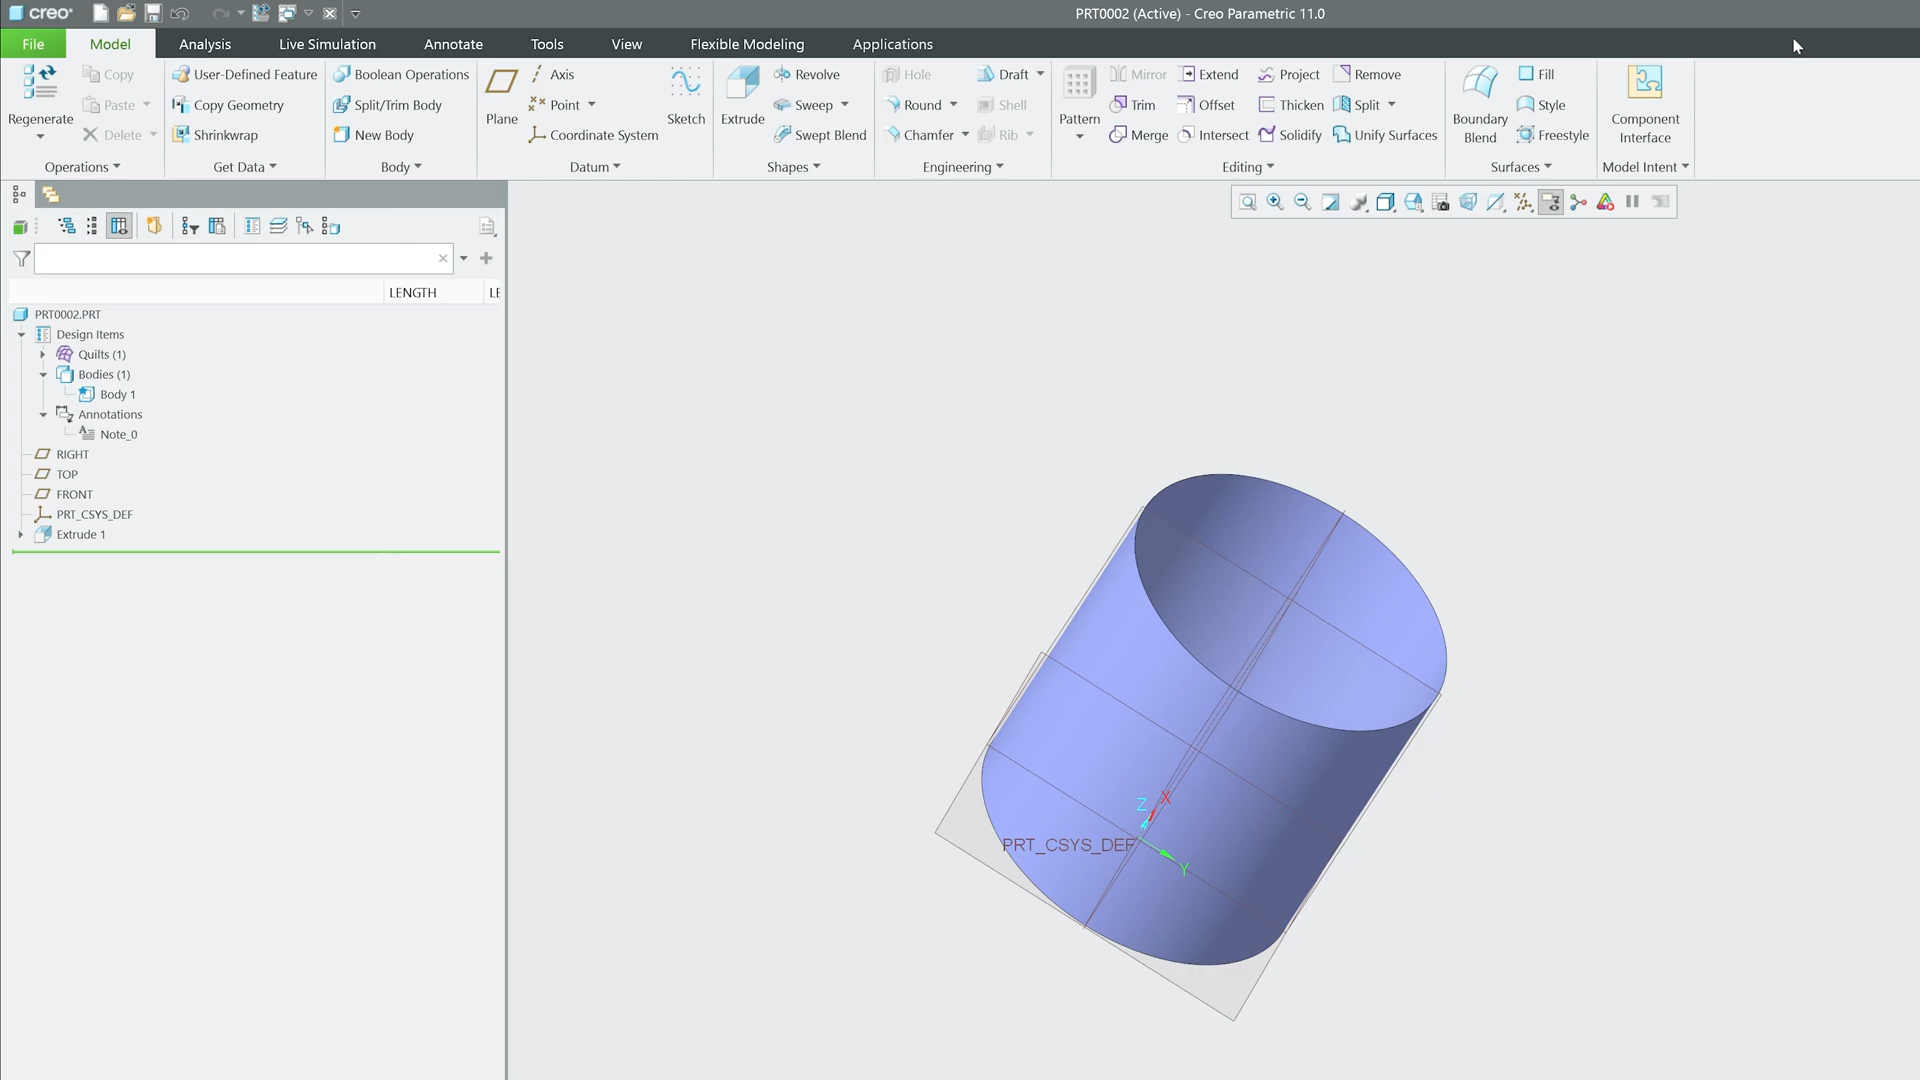 creo
PRT0002 (Active) - Creo Parametric 11.0
File Model Analysis Live Simulation Annotate Tools View Flexible Modeling Applications
Regenerate
Copy
Paste
Delete
Operations
User-Defined Feature
Copy Geometry
Shrinkwrap
Get Data
Boolean Operations
Split/Trim Body
New Body
Body
Plane
Axis
Point
Coordinate System
Sketch
Datum
Extrude
Revolve
Sweep
Swept Blend
Shapes
Hole
Draft
Round
Shell
Chamfer
Rib
Engineering
Pattern
Mirror
Extend
Project
Remove
Trim
Offset
Thicken
Split
Merge
Intersect
Solidify
Unify Surfaces
Editing
Boundary
Blend
Fill
Style
Freestyle
Surfaces
Component
Interface
Model Intent
LENGTH LE
PRT0002.PRT
Design Items
Quilts (1)
Bodies (1)
Body 1
Annotations
Note_0
RIGHT
TOP
FRONT
PRT_CSYS_DEF
Extrude 1
Z X
PRT_CSYS_DEF
Y